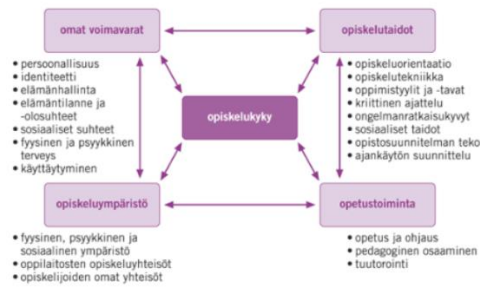 omat voimavarat
opiskelutaidot
• persoonallisuus
• identiteetti
• elämänhallinta
• elämäntilanne ja
-olosuhteet
• sosiaaliset suhteet
• fyysinen ja psyykkinen
terveys
• käyttäytyminen
opiskelukyky
• opiskeluorientaatio
• opiskelutekniikka
• oppimistyylit ja -tavat
• kriittinen ajattelu
• ongelmanratkaisukyvyt
• sosiaaliset taidot
• opistosuunnitelman teko
• ajankäytön suunnittelu
opiskeluympäristö
opetustoiminta
• fyysinen, psyykkinen ja
sosiaalinen ympäristö
• oppilaitosten opiskeluyhteisöt
• opiskelijoiden omat yhteisöt
• opetus ja ohjaus
• pedagoginen osaaminen
• tuutorointi